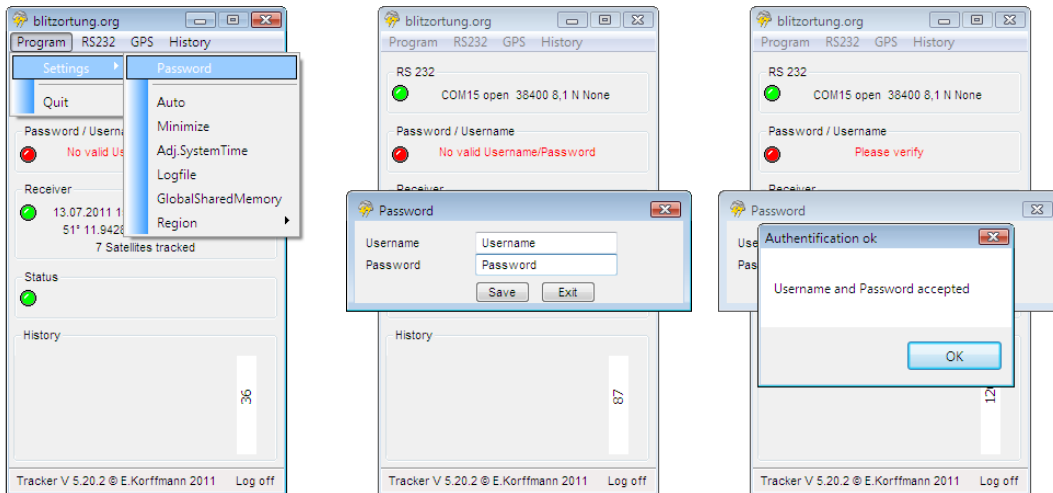 blitzortung.org
Program RS232 GPS History
Settings
Password
Quit
Auto
Minimize
Adj.SystemTime
Logfile
GlobalSharedMemory
Region
Password / Userna
No valid Us
Receiver
13.07.2011 1
51° 11.9428
7 Satellites tracked
Status
History
36
Tracker V 5.20.2 © E.Korffmann 2011 Log off
blitzortung.org
Program RS232 GPS History
RS 232
COM15 open 38400 8,1 N None
Password / Username
No valid Username/Password
Receiver
Password
Username Username
Password Password
Save Exit
History
87
Tracker V 5.20.2 © E.Korffmann 2011 Log off
blitzortung.org
Program RS232 GPS History
RS 232
COM15 open 38400 8,1 N None
Password / Username
Please verify
Receiver
Password
Use
Pas
Authentification ok
Username and Password accepted
OK
Tracker V 5.20.2 © E.Korffmann 2011 Log off